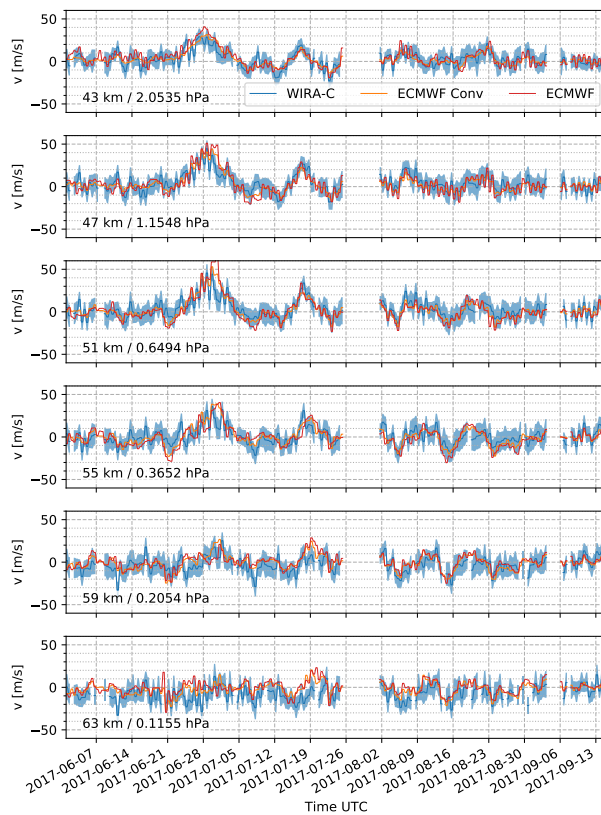 50
0
−50
v [m/s]
43 km / 2.0535 hPa
WIRA-C ECMWF Conv ECMWF
50
0
−50
v [m/s]
47 km / 1.1548 hPa
50
0
−50
v [m/s]
51 km / 0.6494 hPa
50
0
−50
v [m/s]
55 km / 0.3652 hPa
50
0
−50
v [m/s]
59 km / 0.2054 hPa
50
0
−50
v [m/s]
63 km / 0.1155 hPa
2017-06-07
2017-06-14
2017-06-21
2017-06-28
2017-07-05
2017-07-12
2017-07-19
2017-07-26
2017-08-02
2017-08-09
2017-08-16
2017-08-23
2017-08-30
2017-09-06
2017-09-13
Time UTC